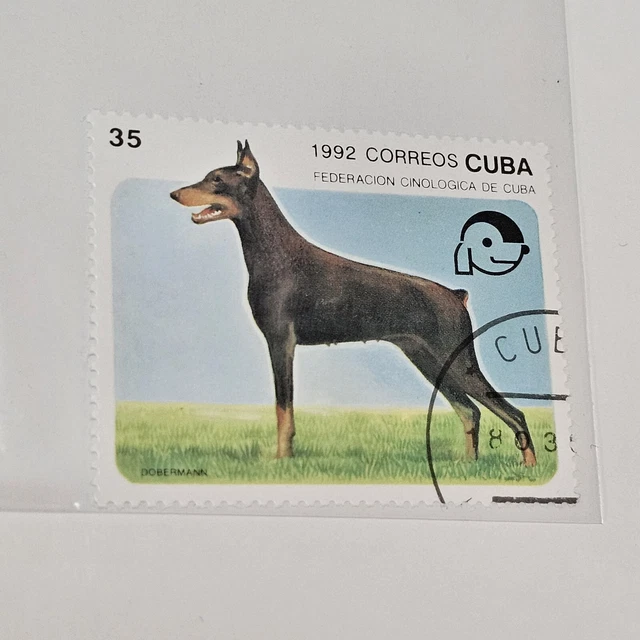 35
1992 CORREOS CUBA
FEDERACION CINOLOGICA DE CUBA
CUB
DOBERMANN